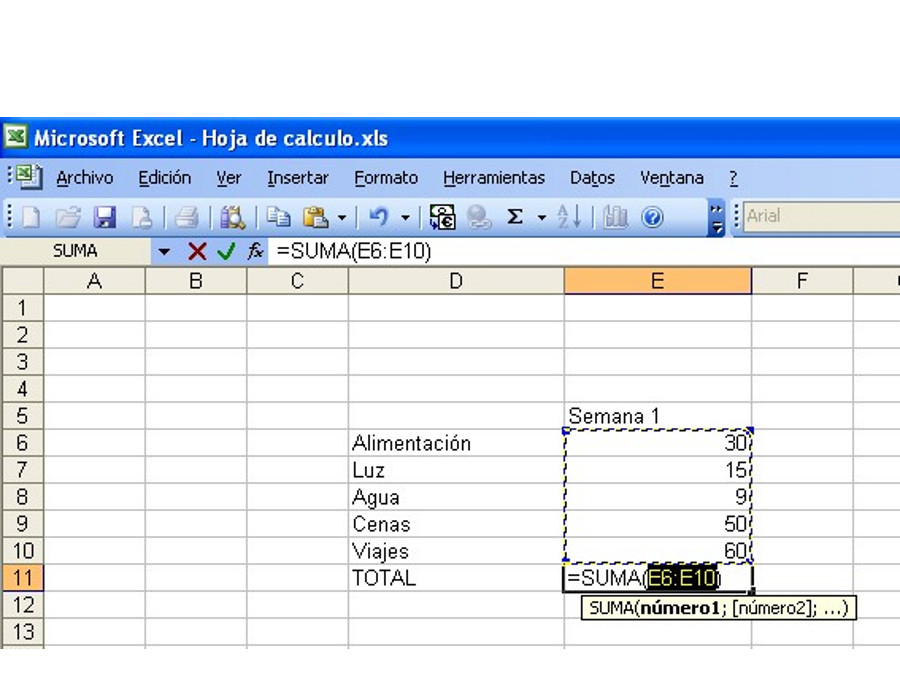 Microsoft Excel - Hoja de calculo.xls
Archivo Edición Ver Insertar Formato Herramientas Datos Ventana ?
Σ Arial
SUMA fx =SUMA(E6:E10)
A B C D E F
1
2
3
4
5 Semana 1
6 Alimentación 30
7 Luz 15
8 Agua 9
9 Cenas 50
10 Viajes 60
11 TOTAL =SUMA(E6:E10)
12 SUMA(número1; [número2]; ...)
13